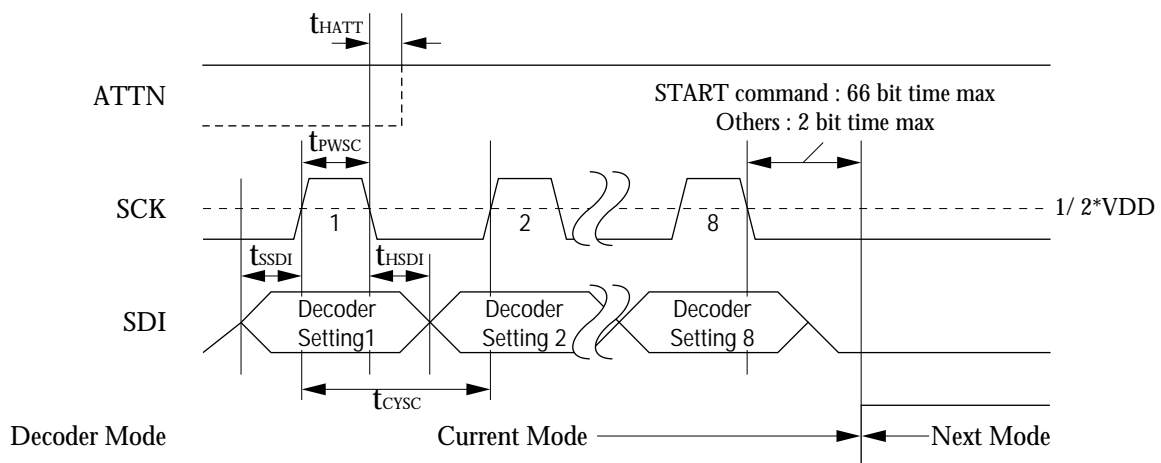 tHATT
ATTN
START command : 66 bit time max
Others : 2 bit time max
tPWSC
SCK
1
2
8
1/ 2*VDD
tSSDI
tHSDI
SDI
Decoder
Setting1
Decoder
Setting 2
Decoder
Setting 8
tCYSC
Decoder Mode
Current Mode
Next Mode